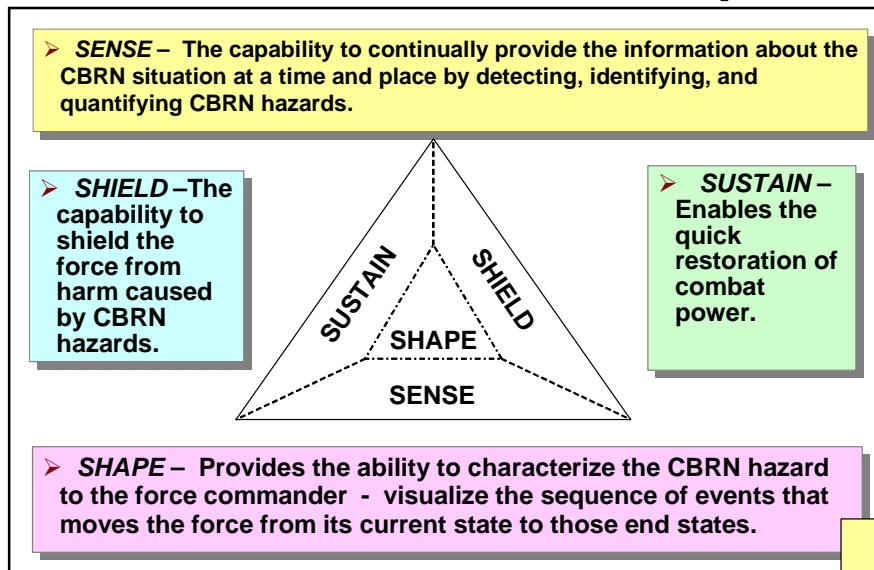 ➢ SENSE – The capability to continually provide the information about the
CBRN situation at a time and place by detecting, identifying, and
quantifying CBRN hazards.
➢ SHIELD –The
capability to
shield the
force from
harm caused
by CBRN
hazards.
SUSTAIN
SHIELD
SHAPE
SENSE
➢ SUSTAIN –
Enables the
quick
restoration of
combat
power.
➢ SHAPE – Provides the ability to characterize the CBRN hazard
to the force commander - visualize the sequence of events that
moves the force from its current state to those end states.